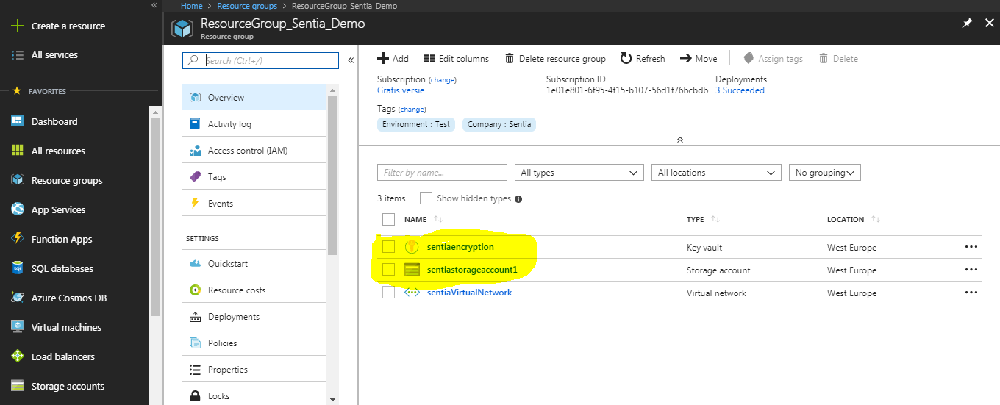 Home > Resource groups > ResourceGroup_Sentia_Demo
ResourceGroup_Sentia_Demo
Resource group
Create a resource
All services
FAVORITES
Dashboard
All resources
Resource groups
App Services
Function Apps
SQL databases
Azure Cosmos DB
Virtual machines
Load balancers
Storage accounts
Search (Ctrl+/)
Overview
Activity log
Access control (IAM)
Tags
Events
SETTINGS
Quickstart
Resource costs
Deployments
Policies
Properties
Locks
Add Edit columns Delete resource group Refresh Move Assign tags Delete
Subscription (change) Subscription ID Deployments
Gratis versie 1e01e801-6f95-4f15-b107-56d1f76bcbdb 3 Succeeded
Tags (change)
Environment : Test Company : Sentia
Filter by name... All types All locations No grouping
3 items Show hidden types
NAME TYPE LOCATION
sentiaencryption Key vault West Europe
sentiastorageaccount1 Storage account West Europe
sentiaVirtualNetwork Virtual network West Europe